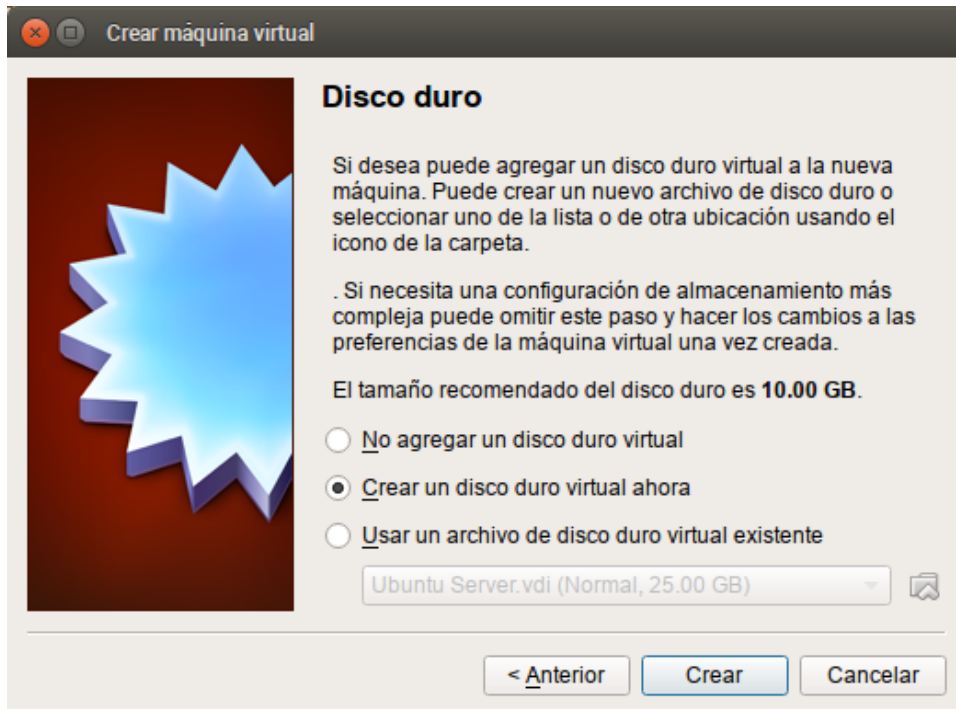 Crear máquina virtual
Disco duro
Si desea puede agregar un disco duro virtual a la nueva
máquina. Puede crear un nuevo archivo de disco duro o
seleccionar uno de la lista o de otra ubicación usando el
icono de la carpeta.
. Si necesita una configuración de almacenamiento más
compleja puede omitir este paso y hacer los cambios a las
preferencias de la máquina virtual una vez creada.
El tamaño recomendado del disco duro es 10.00 GB.
No agregar un disco duro virtual
Crear un disco duro virtual ahora
Usar un archivo de disco duro virtual existente
Ubuntu Server.vdi (Normal, 25.00 GB)
< Anterior Crear Cancelar